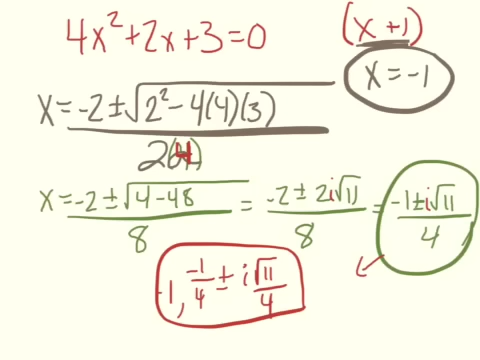 4x²+2x+3=0
(x+1)
x=-1
x=-2±√2²-4(4)(3)
2(4)
x=-2±√4-48 = -2±2i√11 = -1±i√11
8 8 4
-1, -1/4 ± i√11/4